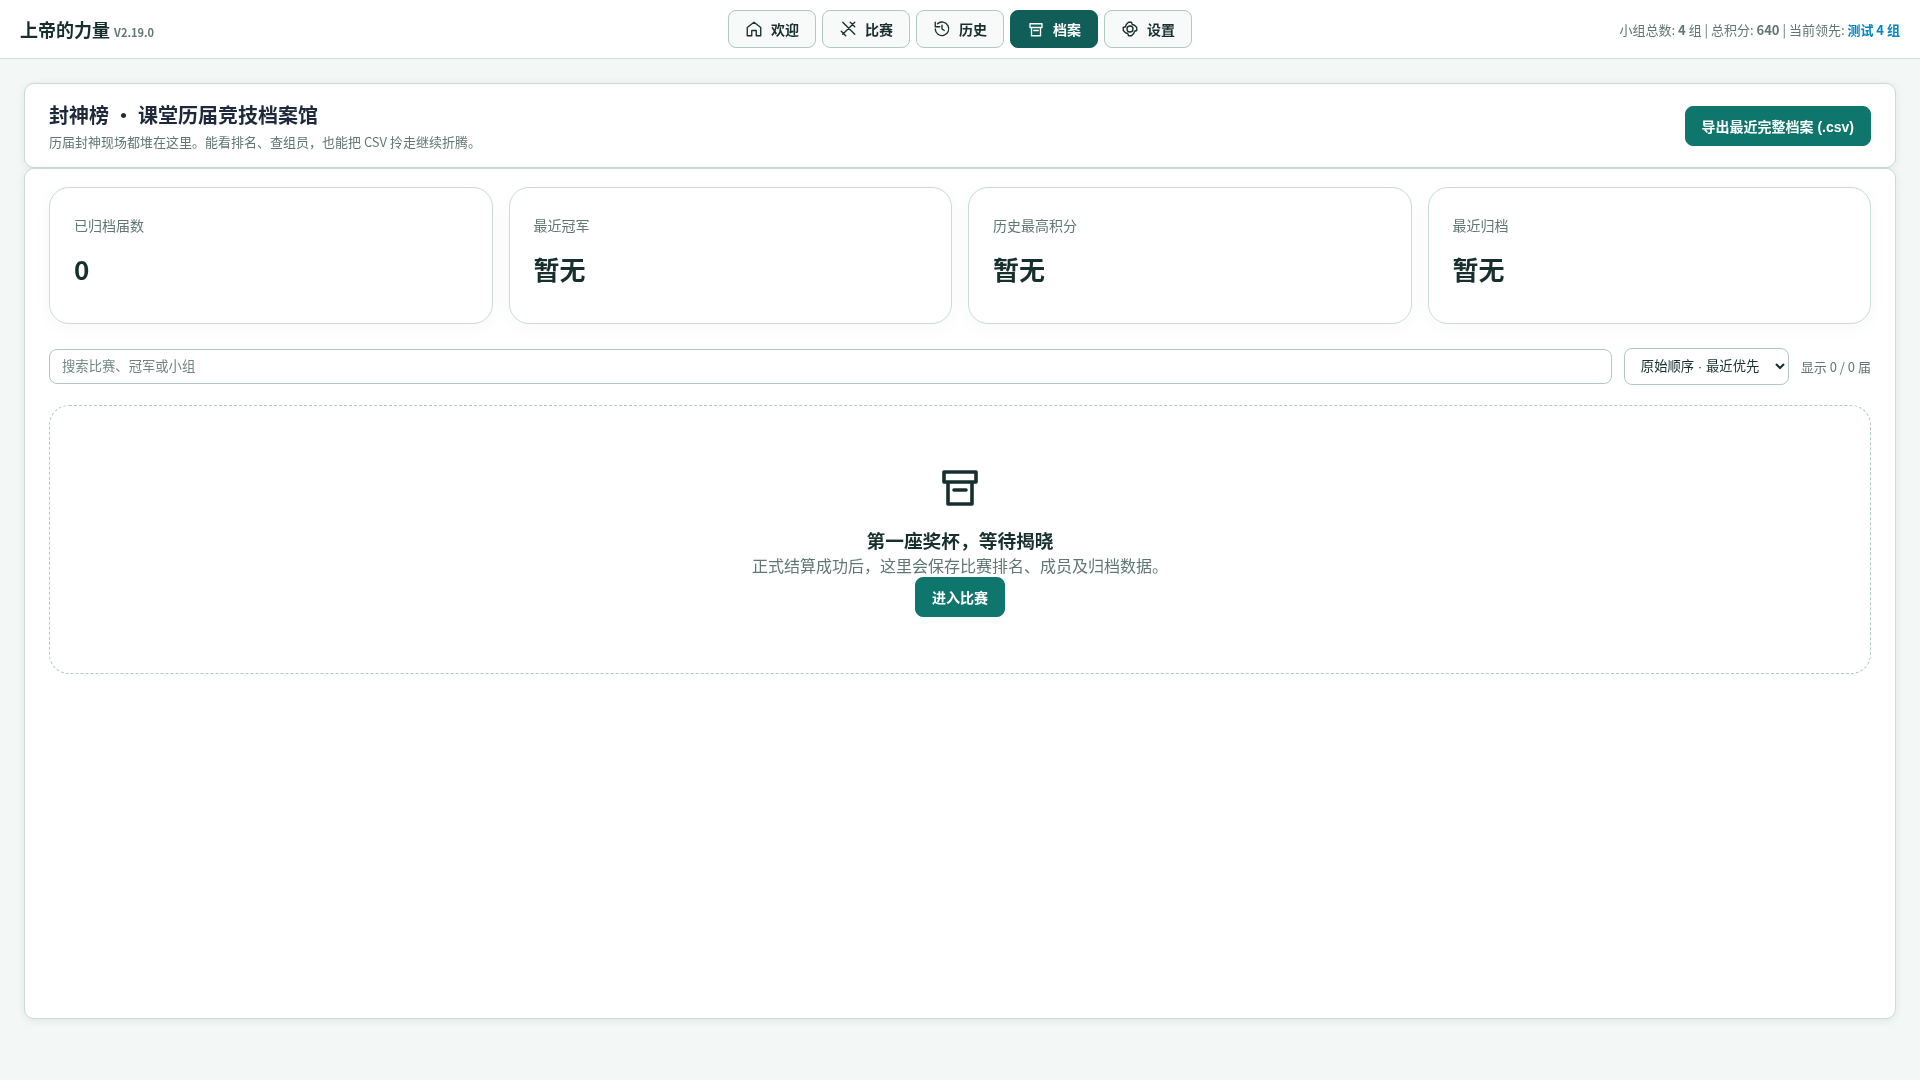 上帝的力量 V2.19.0
欢迎
比赛
历史
档案
设置
小组总数: 4 组 | 总积分: 640 | 当前领先: 测试 4 组
封神榜 · 课堂历届竞技档案馆
历届封神现场都堆在这里。能看排名、查组员，也能把 CSV 拎走继续折腾。
导出最近完整档案 (.csv)
已归档届数
0
最近冠军
暂无
历史最高积分
暂无
最近归档
暂无
搜索比赛、冠军或小组
原始顺序 · 最近优先
显示 0 / 0 届
第一座奖杯，等待揭晓
正式结算成功后，这里会保存比赛排名、成员及归档数据。
进入比赛